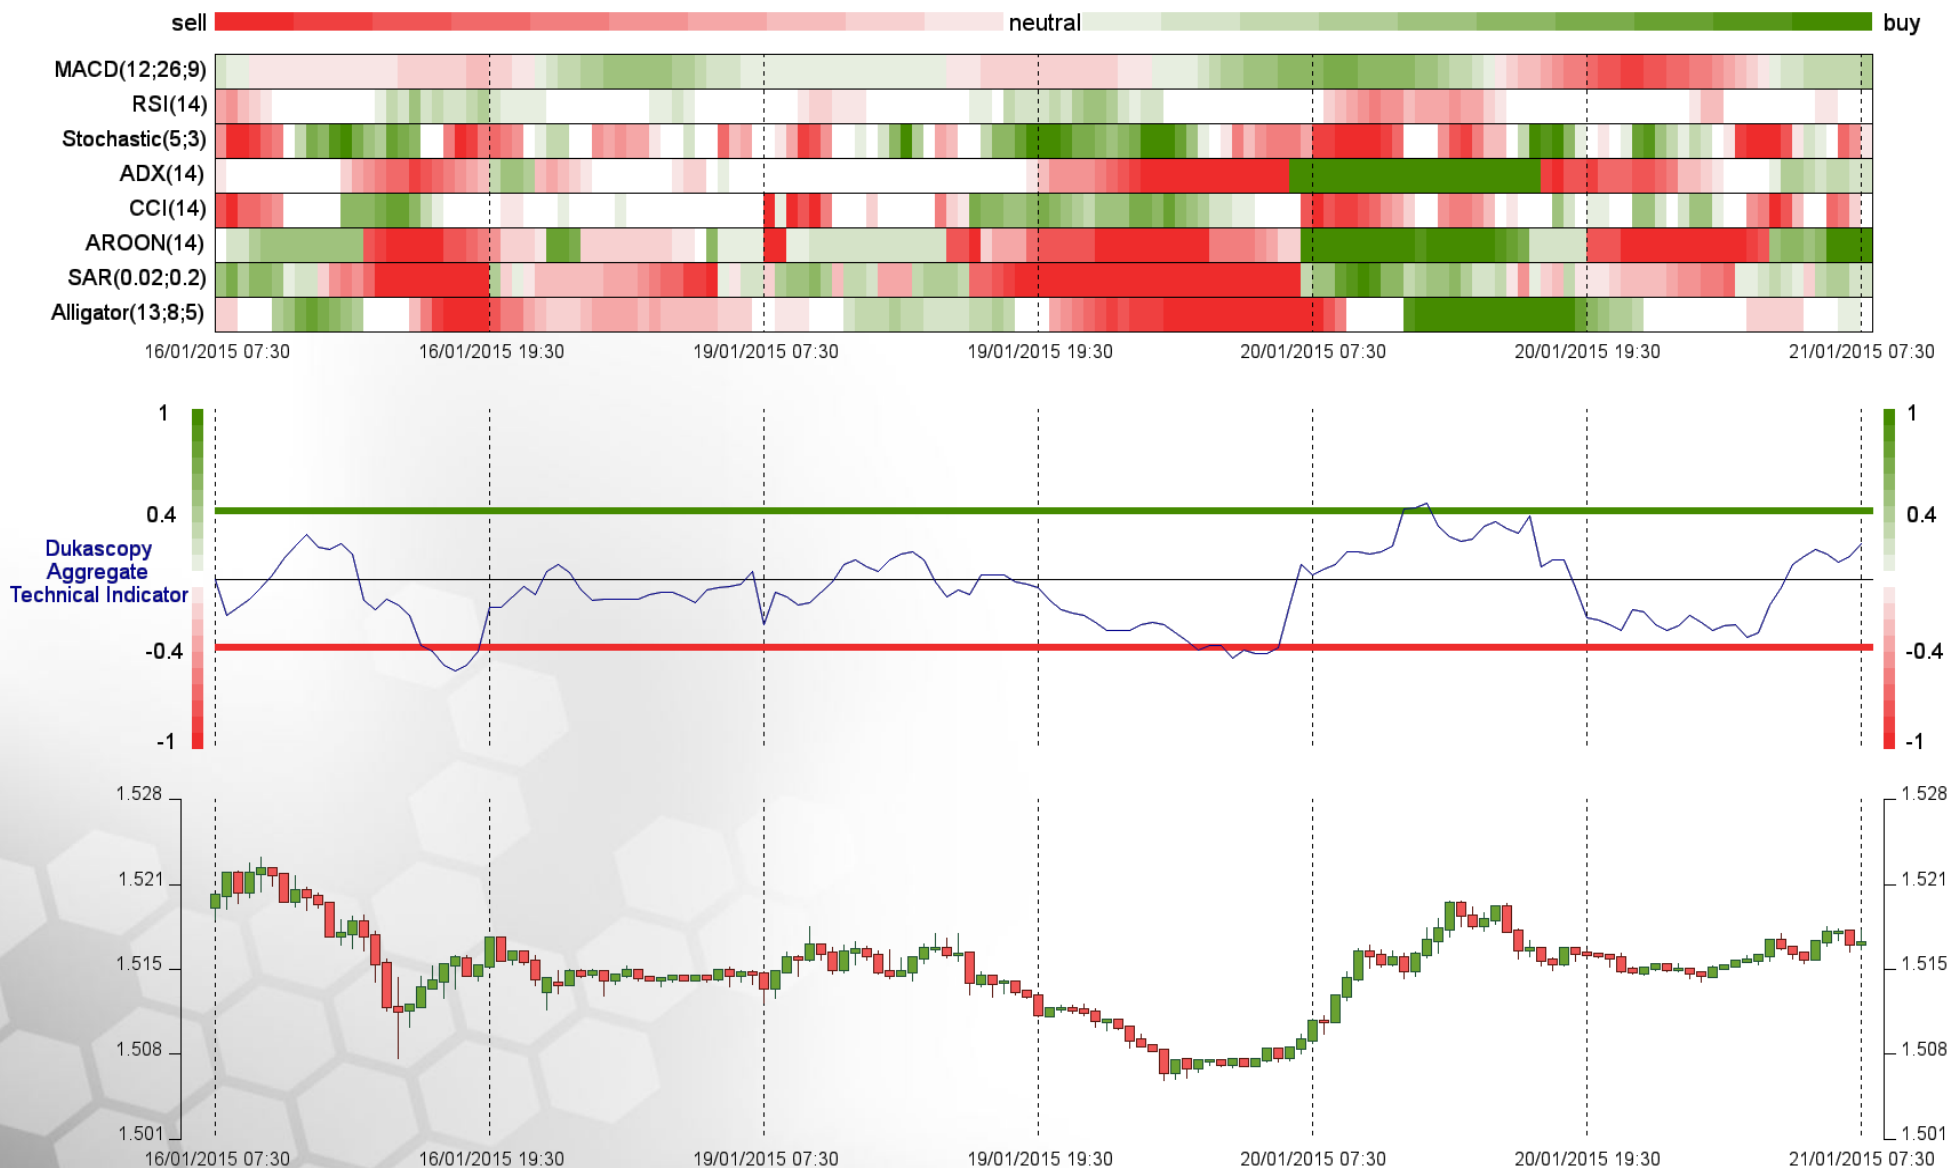 sell neutral buy
MACD(12;26;9)
RSI(14)
Stochastic(5;3)
ADX(14)
CCI(14)
AROON(14)
SAR(0.02;0.2)
Alligator(13;8;5)
16/01/2015 07:30 16/01/2015 19:30 19/01/2015 07:30 19/01/2015 19:30 20/01/2015 07:30 20/01/2015 19:30 21/01/2015 07:30
1 1
0.4 0.4
Dukascopy
Aggregate
Technical Indicator
-0.4 -0.4
-1 -1
1.528 1.528
1.521 1.521
1.515 1.515
1.508 1.508
1.501 1.501
16/01/2015 07:30 16/01/2015 19:30 19/01/2015 07:30 19/01/2015 19:30 20/01/2015 07:30 20/01/2015 19:30 21/01/2015 07:30